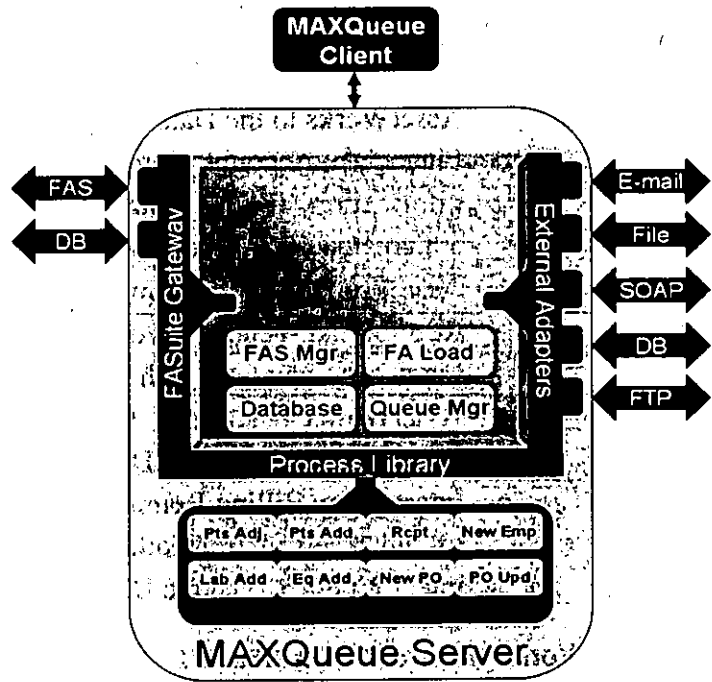 MAXQueue
Client
FAS
DB
FASuite Gateway
External Adapters
E-mail
File
SOAP
DB
FTP
FAS Mgr
FA Load
Database
Queue Mgr
Process Library
Pts Adj
Pts Add
Rcpt
New Emp
Lab Add
Eq Add
New PO
PO Upd
MAXQueue Server